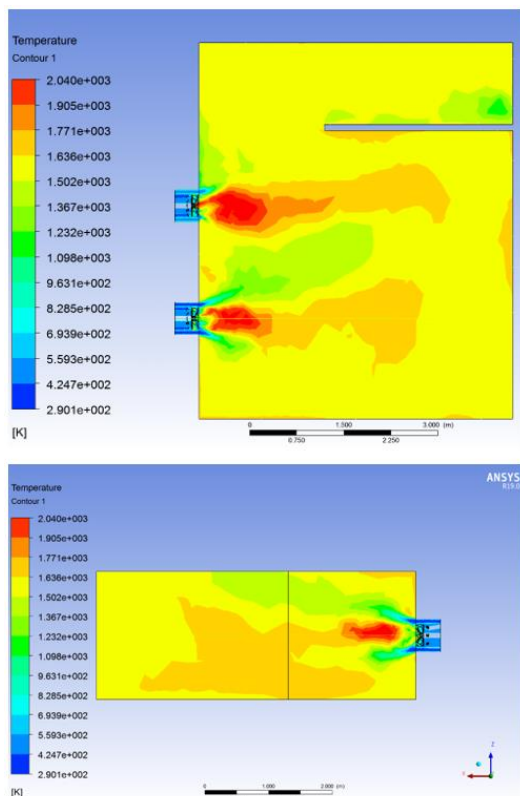 Temperature
Contour 1
2.040e+003
1.905e+003
1.771e+003
1.636e+003
1.502e+003
1.367e+003
1.232e+003
1.098e+003
9.631e+002
8.285e+002
6.939e+002
5.593e+002
4.247e+002
2.901e+002
[K]
0 1.500 3.000 (m)
0.750 2.250
ANSYS
R19.0
Temperature
Contour 1
2.040e+003
1.905e+003
1.771e+003
1.636e+003
1.502e+003
1.367e+003
1.232e+003
1.098e+003
9.631e+002
8.285e+002
6.939e+002
5.593e+002
4.247e+002
2.901e+002
[K]
0 1.000 2.000 (m)
Z